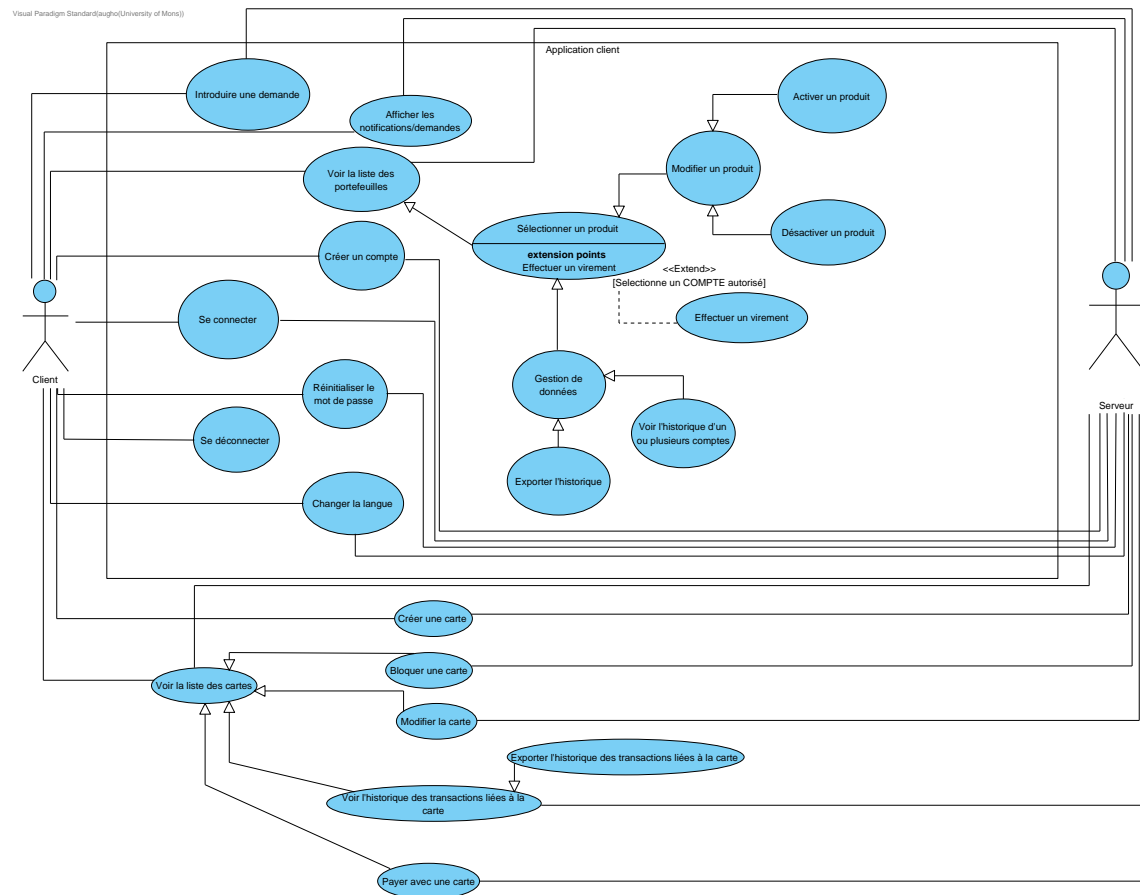 Visual Paradigm Standard(augho(University of Mons))
Application client
Introduire une demande
Afficher les
notifications/demandes
Activer un produit
Voir la liste des
portefeuilles
Modifier un produit
Sélectionner un produit
extension points
Effectuer un virement
Désactiver un produit
Créer un compte
<<Extend>>
[Selectionne un COMPTE autorisé]
Effectuer un virement
Se connecter
Client
Serveur
Réinitialiser le
mot de passe
Gestion de
données
Se déconnecter
Voir l'historique d'un
ou plusieurs comptes
Exporter l'historique
Changer la langue
Créer une carte
Bloquer une carte
Voir la liste des cartes
Modifier la carte
Exporter l'historique des transactions liées à la carte
Voir l'historique des transactions liées à la
carte
Payer avec une carte